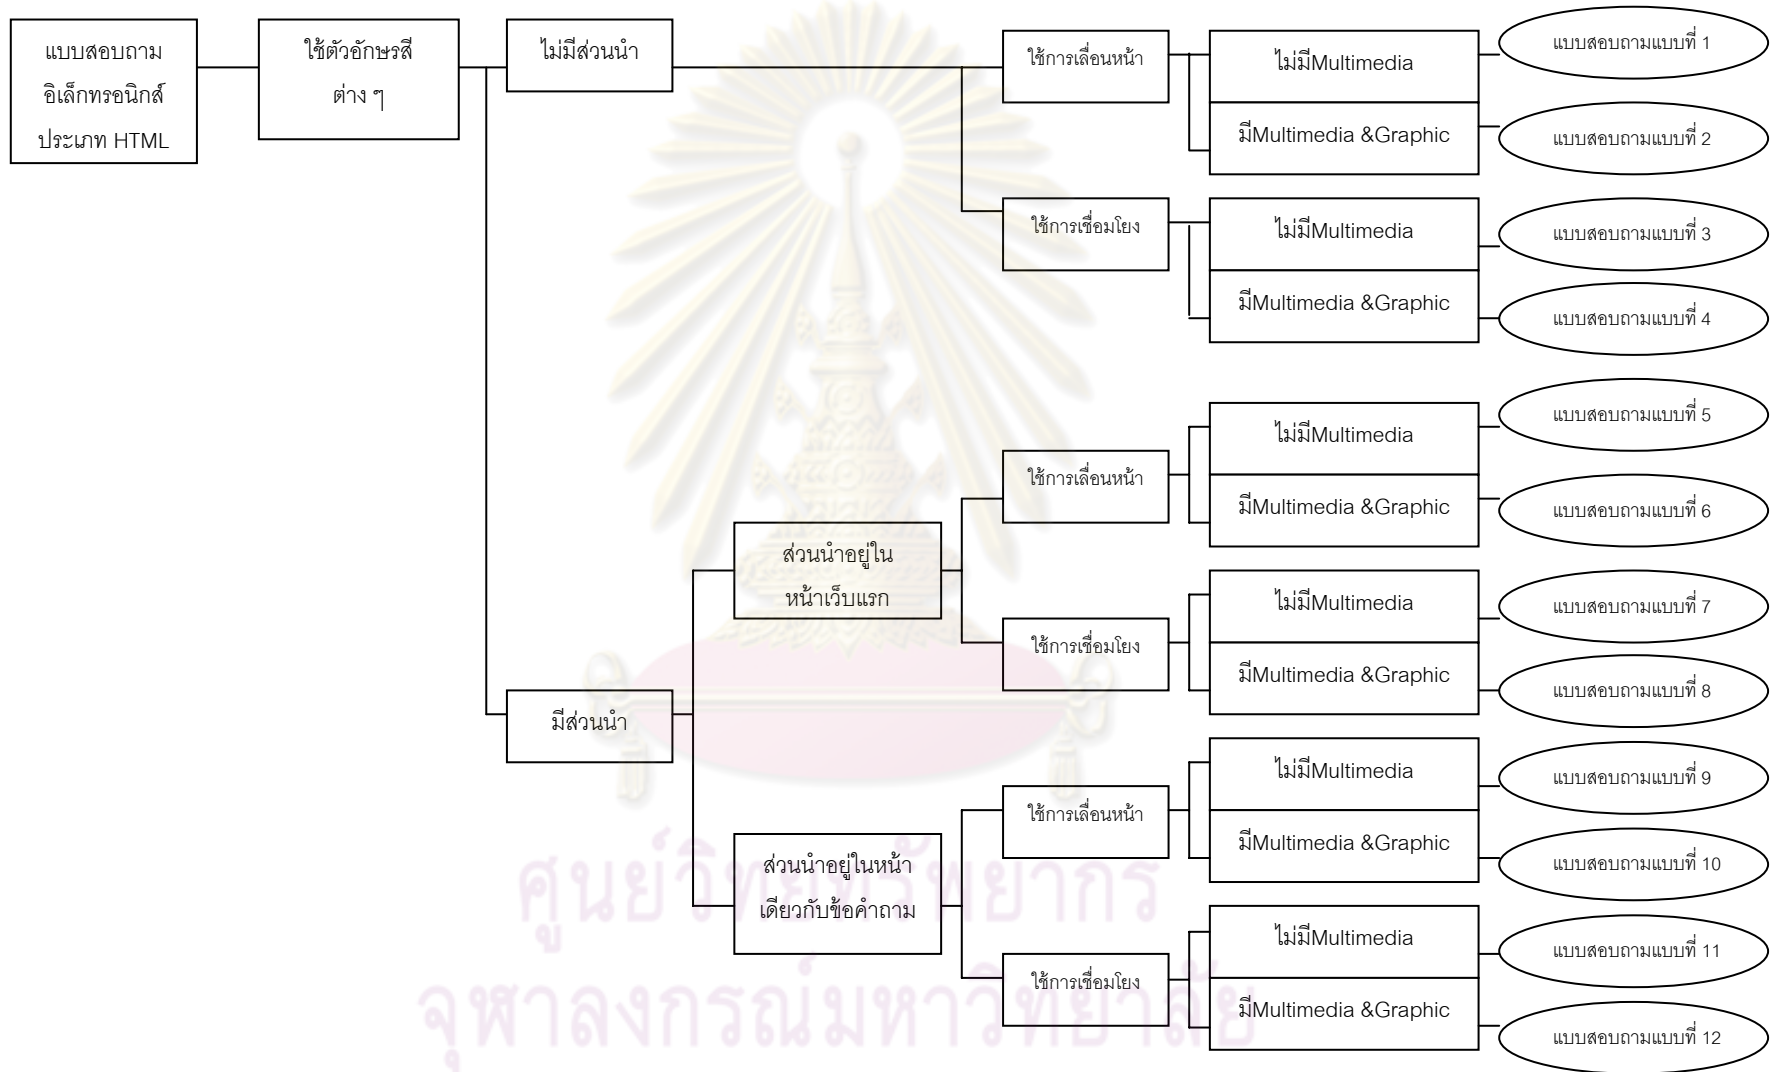 แบบสอบถาม
อิเล็กทรอนิกส์
ประเภท HTML
ใช้ตัวอักษรสี
ต่าง ๆ
ไม่มีส่วนนำ
ใช้การเลื่อนหน้า
ไม่มีMultimedia
แบบสอบถามแบบที่ 1
มีMultimedia &Graphic
แบบสอบถามแบบที่ 2
ใช้การเชื่อมโยง
ไม่มีMultimedia
แบบสอบถามแบบที่ 3
มีMultimedia &Graphic
แบบสอบถามแบบที่ 4
มีส่วนนำ
ส่วนนำอยู่ใน
หน้าเว็บแรก
ใช้การเลื่อนหน้า
ไม่มีMultimedia
แบบสอบถามแบบที่ 5
มีMultimedia &Graphic
แบบสอบถามแบบที่ 6
ใช้การเชื่อมโยง
ไม่มีMultimedia
แบบสอบถามแบบที่ 7
มีMultimedia &Graphic
แบบสอบถามแบบที่ 8
ส่วนนำอยู่ในหน้า
เดียวกับข้อคำถาม
ใช้การเลื่อนหน้า
ไม่มีMultimedia
แบบสอบถามแบบที่ 9
มีMultimedia &Graphic
แบบสอบถามแบบที่ 10
ใช้การเชื่อมโยง
ไม่มีMultimedia
แบบสอบถามแบบที่ 11
มีMultimedia &Graphic
แบบสอบถามแบบที่ 12
ศูนย์วิทยทรัพยากร
จุฬาลงกรณ์มหาวิทยาลัย